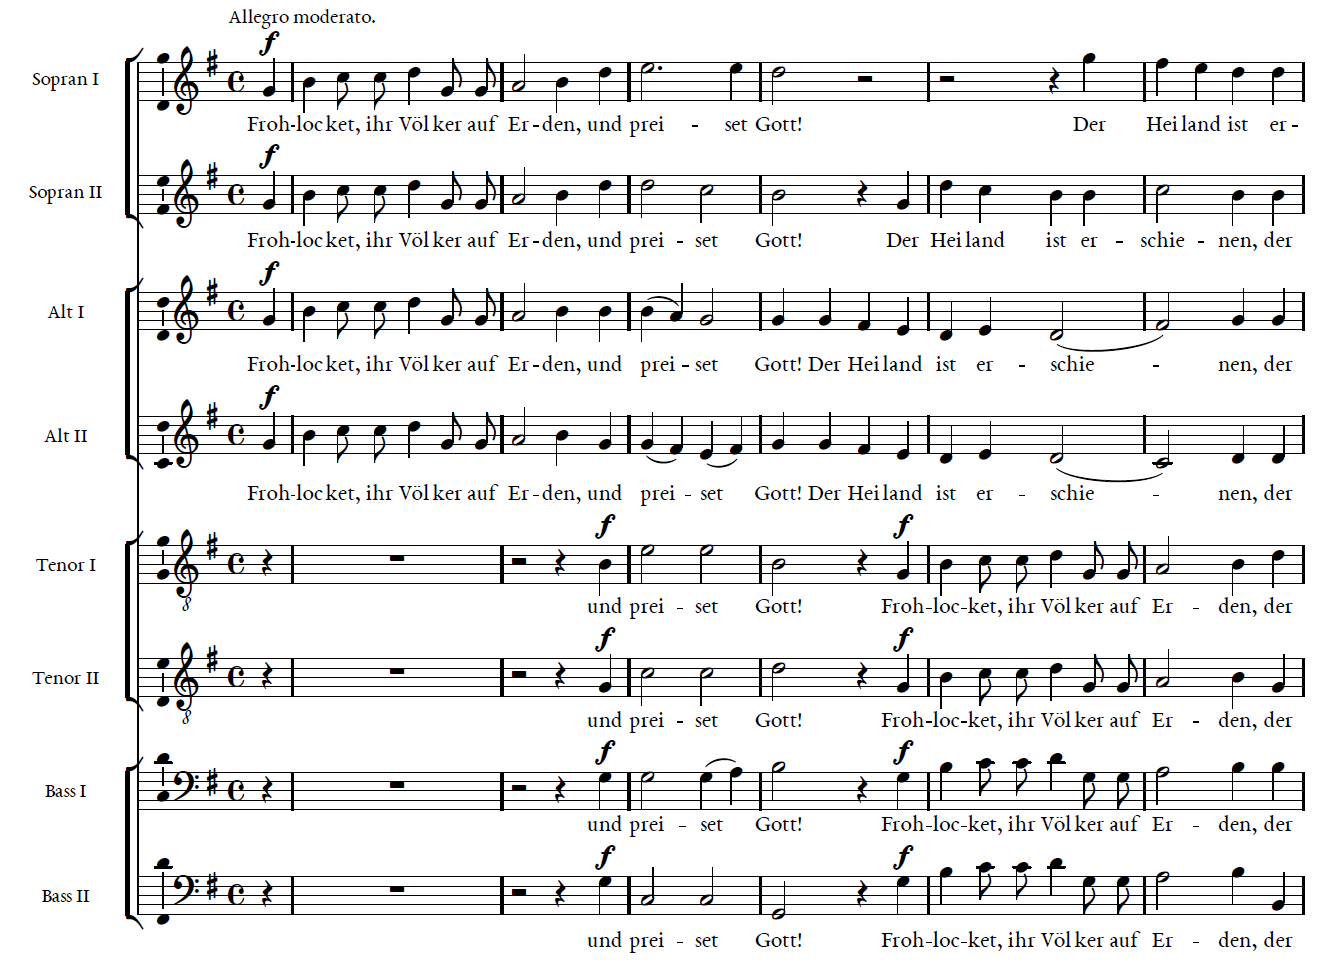 Allegro moderato.
f
Sopran I
Froh-locket, ihr Völker auf Er-den, und prei - set Gott! Der Heiland ist er-
f
Sopran II
Froh-locket, ihr Völker auf Er-den, und prei - set Gott! Der Heiland ist er - schie - nen, der
f
Alt I
Froh-locket, ihr Völker auf Er-den, und prei - set Gott! Der Heiland ist er - schie - nen, der
f
Alt II
Froh-locket, ihr Völker auf Er-den, und prei - set Gott! Der Heiland ist er - schie - nen, der
f f
Tenor I
8
und prei - set Gott! Froh-loc-ket, ihr Völker auf Er - den, der
f f
Tenor II
8
und prei - set Gott! Froh-loc-ket, ihr Völker auf Er - den, der
f f
Bass I
und prei - set Gott! Froh-loc-ket, ihr Völker auf Er - den, der
f f
Bass II
und prei - set Gott! Froh-loc-ket, ihr Völker auf Er - den, der